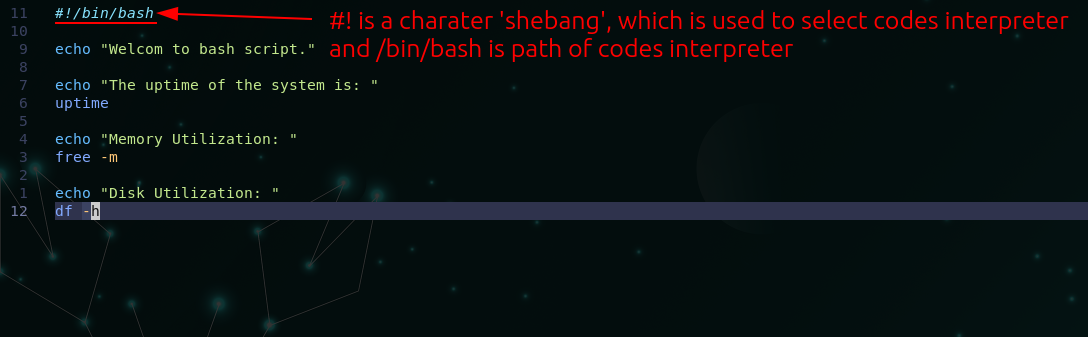 11 #!/bin/bash
#! is a charater 'shebang', which is used to select codes interpreter
and /bin/bash is path of codes interpreter
10
9 echo "Welcom to bash script."
8
7 echo "The uptime of the system is: "
6 uptime
5
4 echo "Memory Utilization: "
3 free -m
2
1 echo "Disk Utilization: "
12 df -h